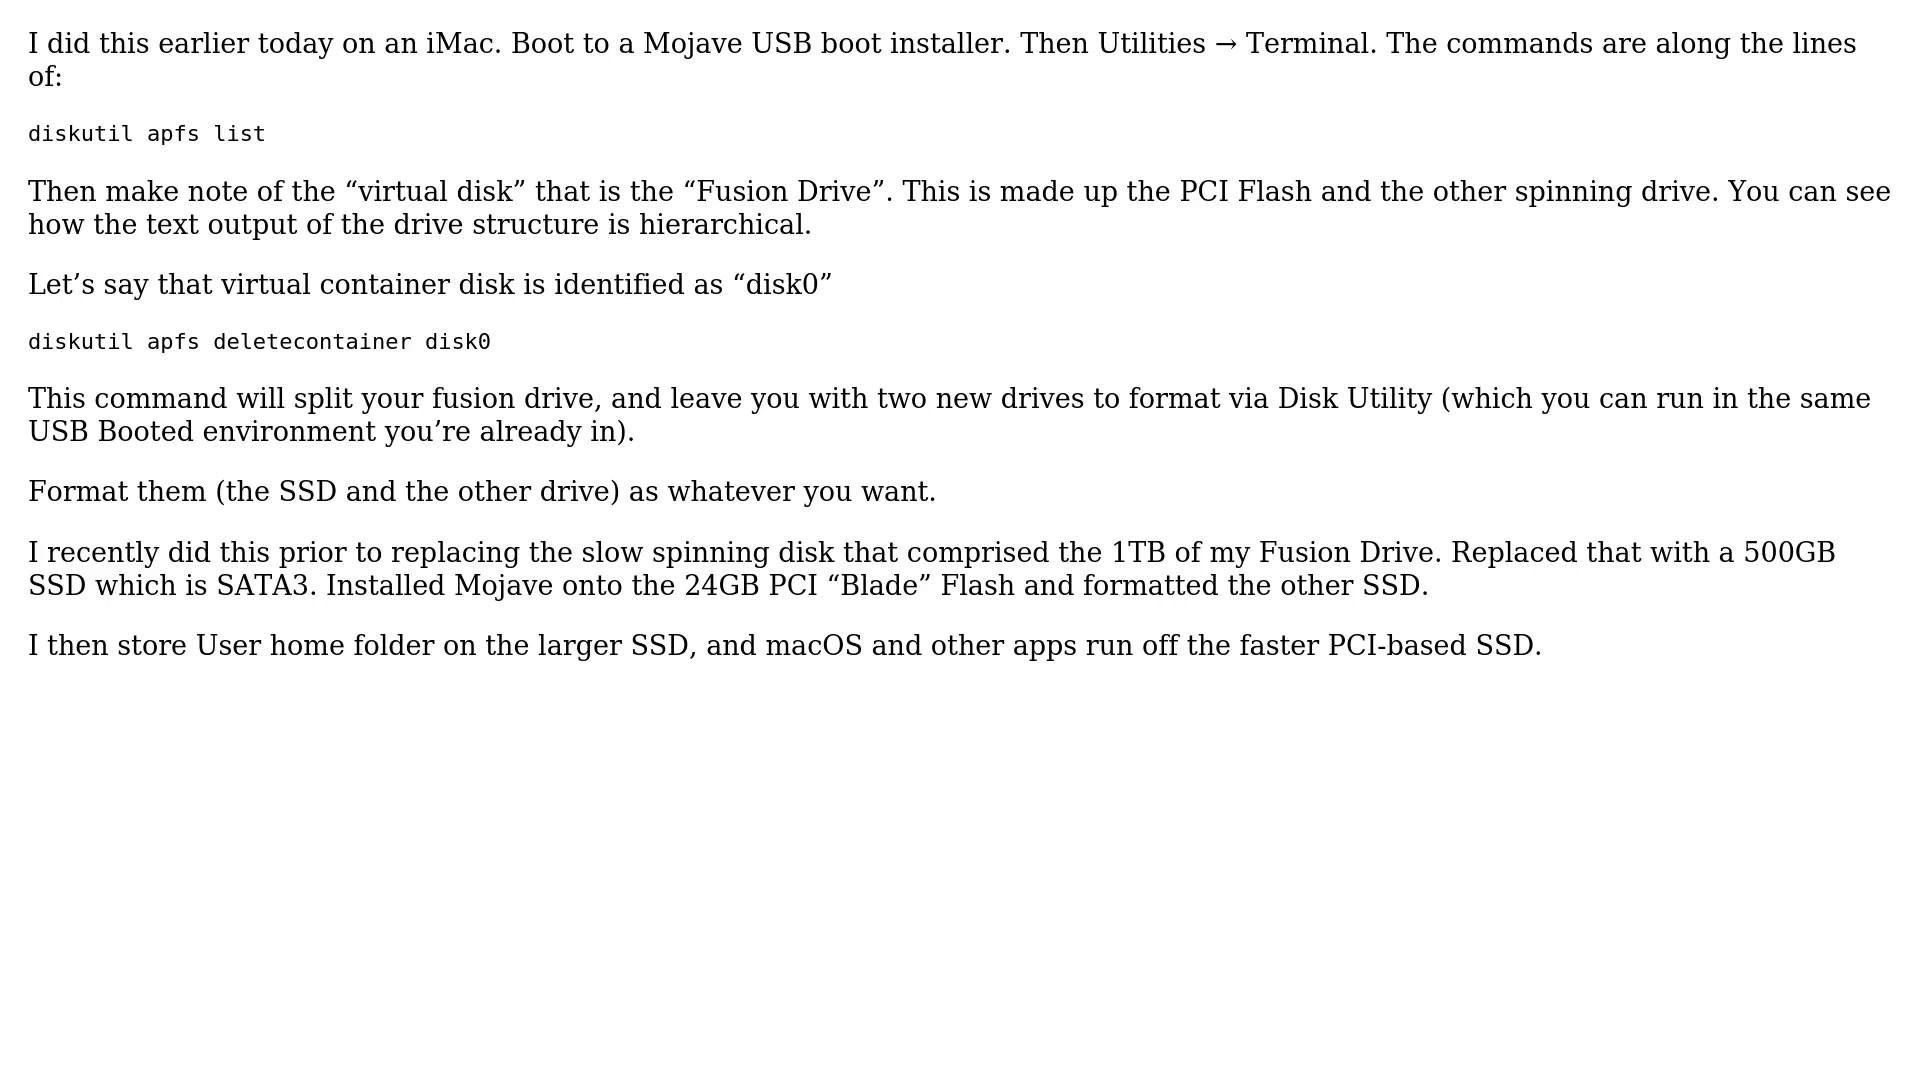 I did this earlier today on an iMac. Boot to a Mojave USB boot installer. Then Utilities → Terminal. The commands are along the lines
of:
diskutil apfs list
Then make note of the “virtual disk” that is the “Fusion Drive”. This is made up the PCI Flash and the other spinning drive. You can see
how the text output of the drive structure is hierarchical.
Let’s say that virtual container disk is identified as “disk0”
diskutil apfs deletecontainer disk0
This command will split your fusion drive, and leave you with two new drives to format via Disk Utility (which you can run in the same
USB Booted environment you’re already in).
Format them (the SSD and the other drive) as whatever you want.
I recently did this prior to replacing the slow spinning disk that comprised the 1TB of my Fusion Drive. Replaced that with a 500GB
SSD which is SATA3. Installed Mojave onto the 24GB PCI “Blade” Flash and formatted the other SSD.
I then store User home folder on the larger SSD, and macOS and other apps run off the faster PCI-based SSD.